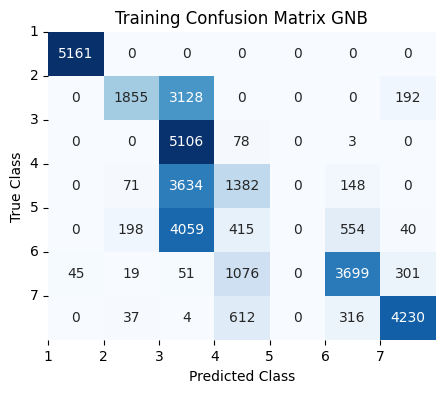 Training Confusion Matrix GNB
True Class
1
5161 0 0 0 0 0 0
2
0 1855 3128 0 0 0 192
3
0 0 5106 78 0 3 0
4
0 71 3634 1382 0 148 0
5
0 198 4059 415 0 554 40
6
45 19 51 1076 0 3699 301
7
0 37 4 612 0 316 4230
1 2 3 4 5 6 7
Predicted Class